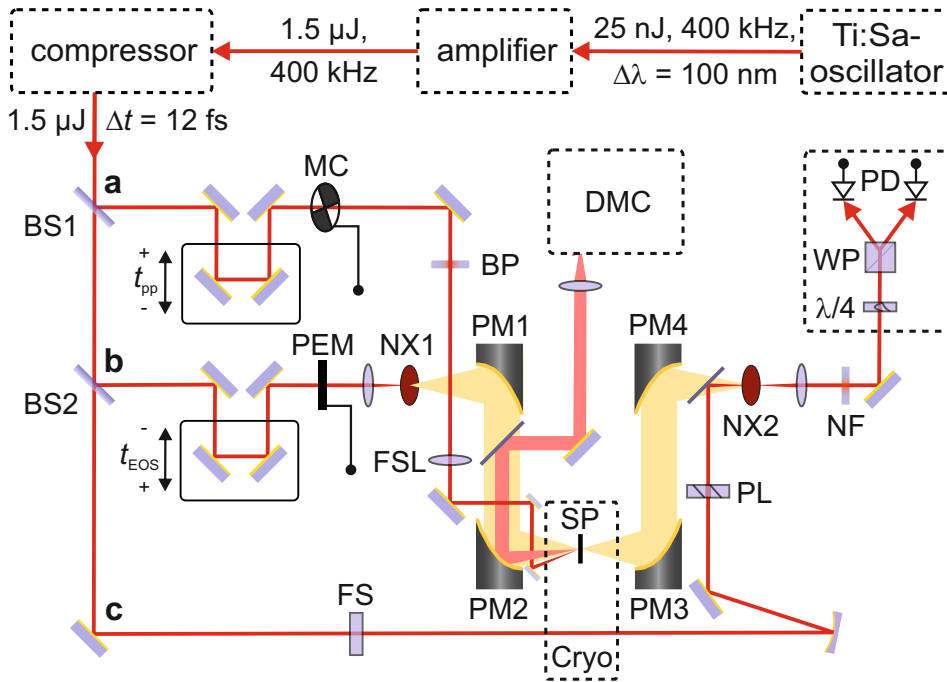 compressor
1.5 µJ,
400 kHz
amplifier
25 nJ, 400 kHz,
Δλ = 100 nm
Ti:Sa-
oscillator
1.5 µJ
Δt = 12 fs
a
BS1
MC
DMC
PD
+
tpp
-
BP
WP
λ/4
b
BS2
PEM
NX1
PM1
PM4
NX2
NF
-
tEOS
+
FSL
SP
PL
c
FS
PM2
PM3
Cryo